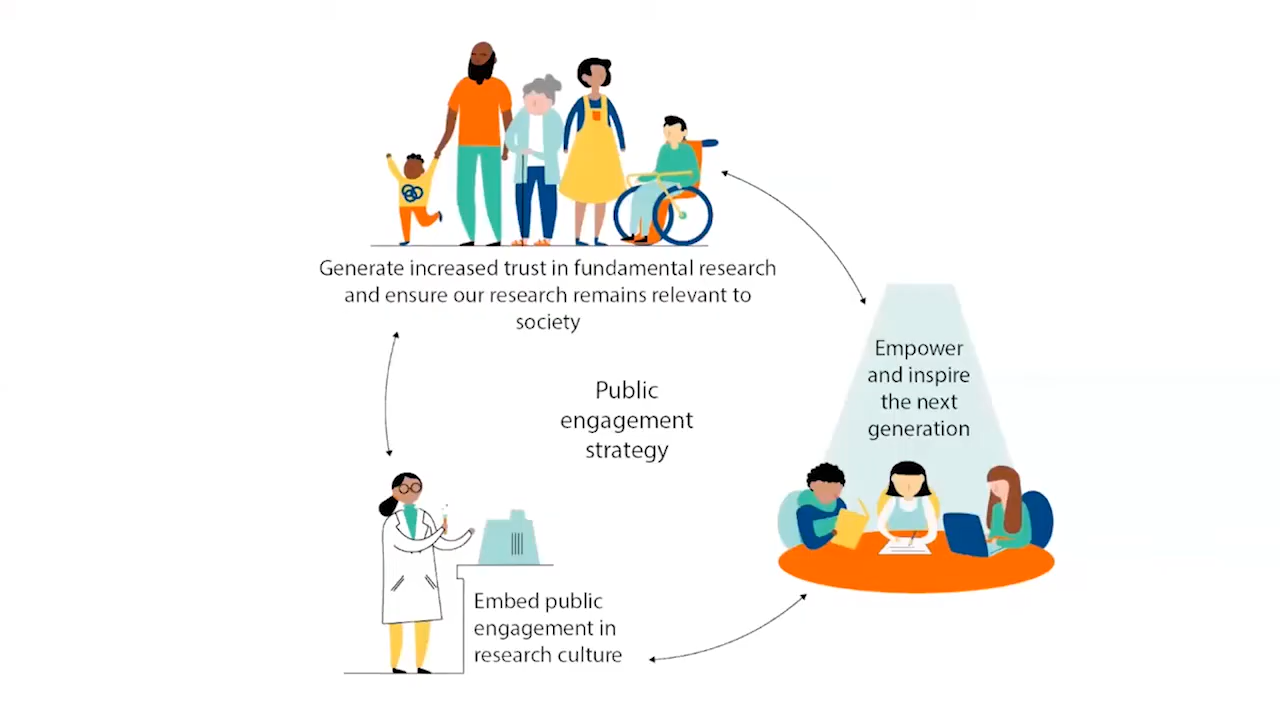 Generate increased trust in fundamental research
and ensure our research remains relevant to
society
Empower
and inspire
the next
generation
Public
engagement
strategy
Embed public
engagement in
research culture